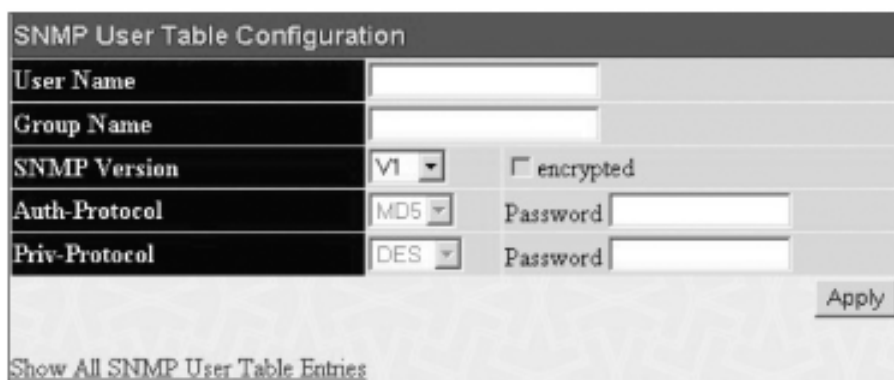 SNMP User Table Configuration
User Name
Group Name
SNMP Version V1 encrypted
Auth-Protocol MD5 Password
Priv-Protocol DES Password
Apply
Show All SNMP User Table Entries